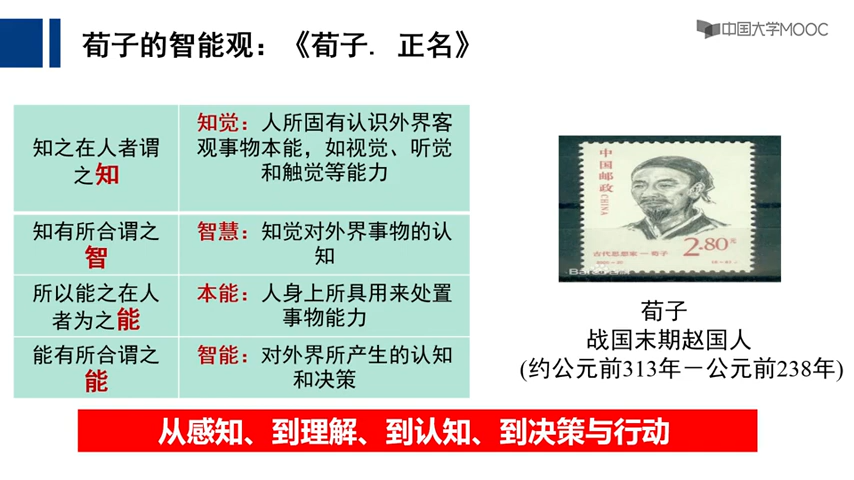 荀子的智能观：《荀子. 正名》
中国大学MOOC
知之在人者谓
之知
知觉：人所固有认识外界客
观事物本能，如视觉、听觉
和触觉等能力
知有所合谓之
智
智慧：知觉对外界事物的认
知
所以能之在人
者为之能
本能：人身上所具用来处置
事物能力
能有所合谓之
能
智能：对外界所产生的认知
和决策
中国邮政
CHINA
2.80元
古代思想家－荀子
荀子
战国末期赵国人
(约公元前313年－公元前238年)
从感知、到理解、到认知、到决策与行动